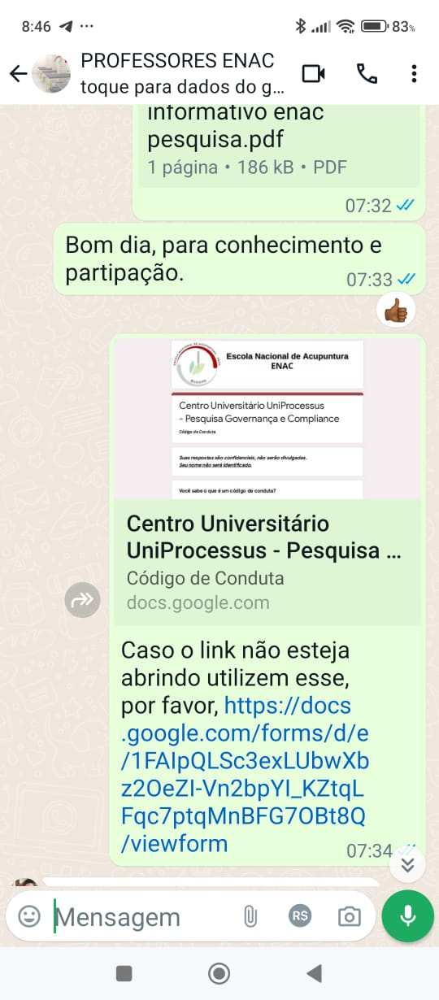 8:46
83%
PROFESSORES ENAC
toque para dados do g...
informativo enac
pesquisa.pdf
1 página • 186 kB • PDF
07:32
Bom dia, para conhecimento e
partipação.
07:33
Escola Nacional de Acupuntura
ENAC
Centro Universitário UniProcessus
- Pesquisa Governança e Compliance
Código de Conduta
Suas respostas são confidenciais, não serão divulgadas.
Seu nome não será identificado.
Você sabe o que é um código de conduta?
Centro Universitário
UniProcessus - Pesquisa ...
Código de Conduta
docs.google.com
Caso o link não esteja
abrindo utilizem esse,
por favor, https://docs
.google.com/forms/d/e
/1FAIpQLSc3exLUbwXb
z2OeZI-Vn2bpYI_KZtqL
Fqc7ptqMnBFG7OBt8Q
/viewform
07:34
Mensagem
R$